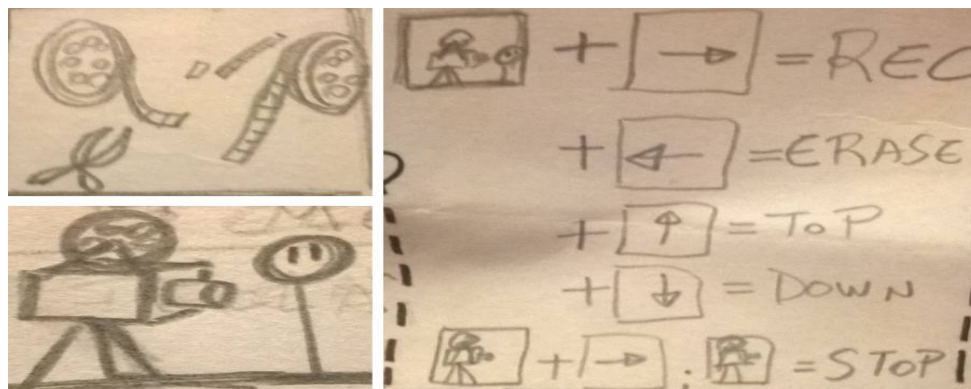 + = REC
+ = ERASE
+ = TOP
+ = DOWN
+ : = STOP